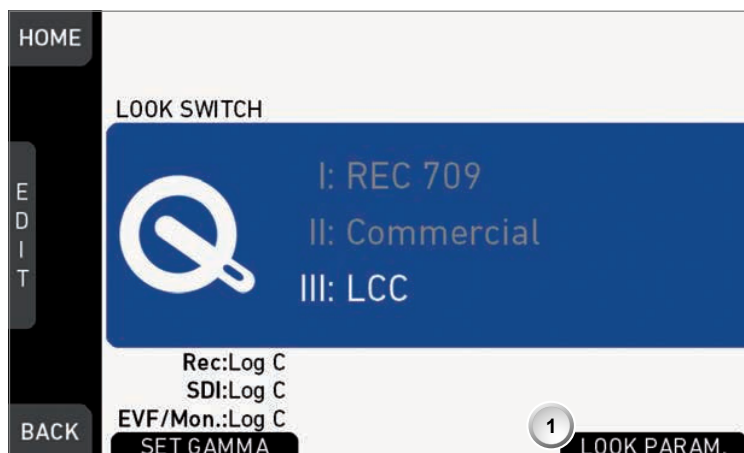 HOME
LOOK SWITCH
I: REC 709
II: Commercial
III: LCC
EDIT
Rec:Log C
SDI:Log C
EVF/Mon.:Log C
BACK
SET GAMMA
1
LOOK PARAM.